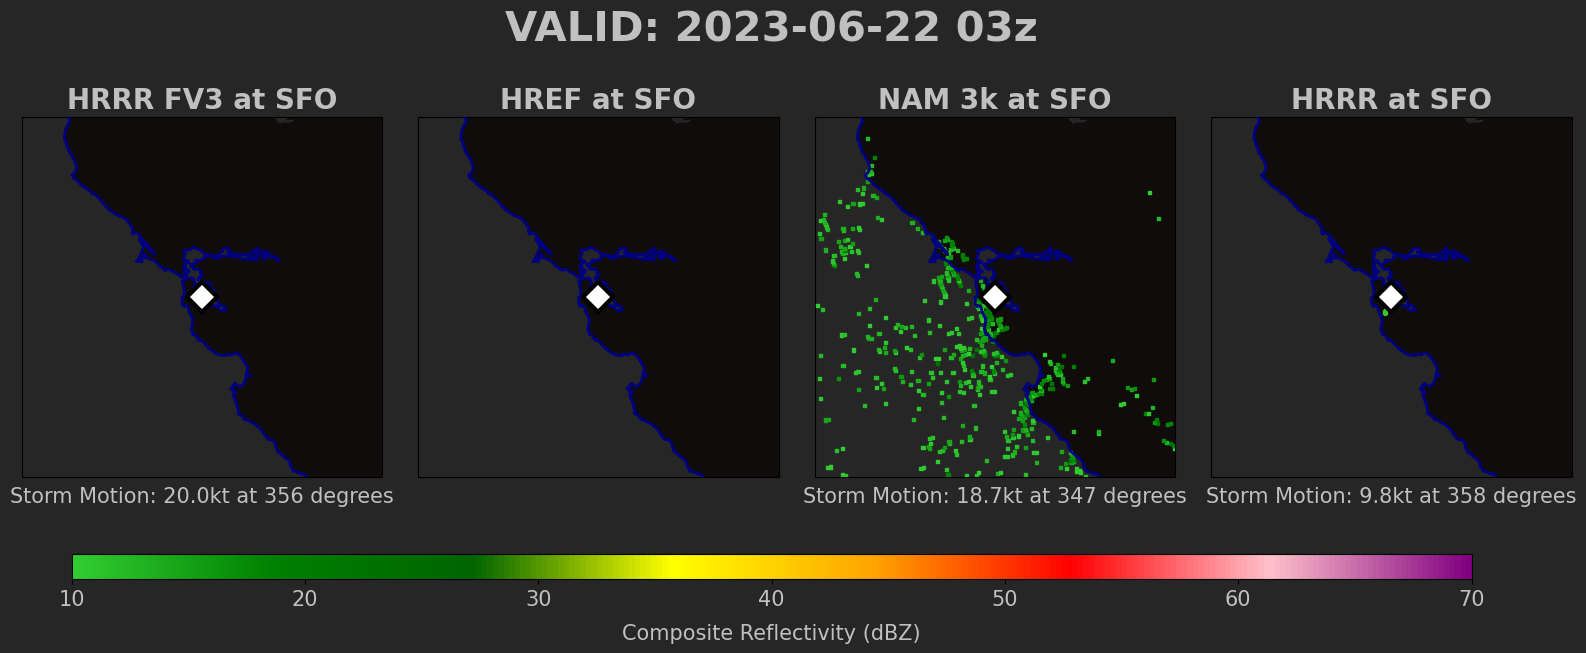 VALID: 2023-06-22 03z
HRRR FV3 at SFO
HREF at SFO
NAM 3k at SFO
HRRR at SFO
Storm Motion: 20.0kt at 356 degrees
Storm Motion: 18.7kt at 347 degrees
Storm Motion: 9.8kt at 358 degrees
10 20 30 40 50 60 70
Composite Reflectivity (dBZ)